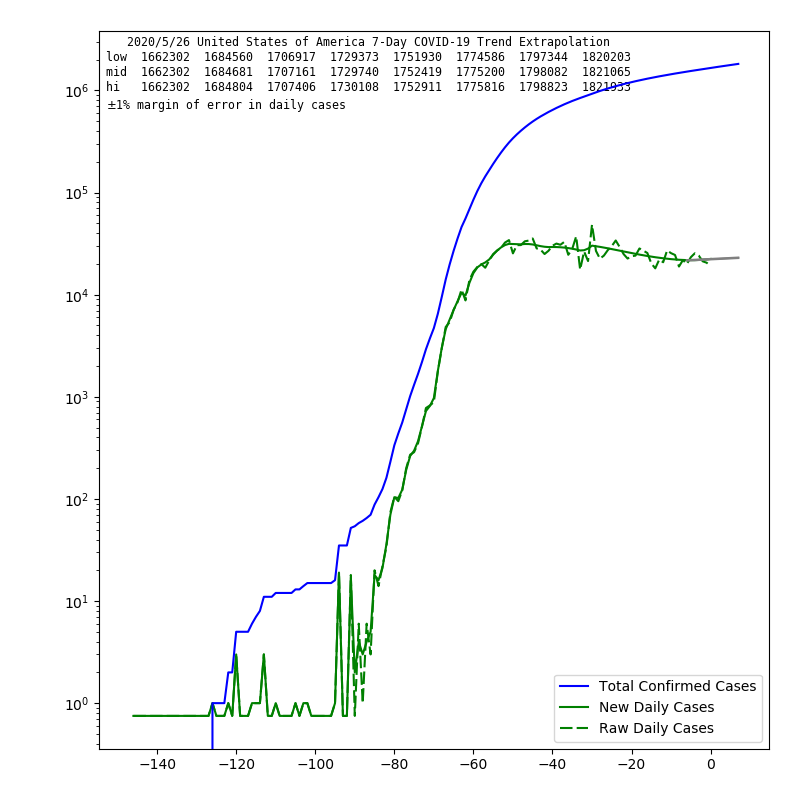 2020/5/26 United States of America 7-Day COVID-19 Trend Extrapolation
low 1662302 1684560 1706917 1729373 1751930 1774586 1797344 1820203
mid 1662302 1684681 1707161 1729740 1752419 1775200 1798082 1821065
hi 1662302 1684804 1707406 1730108 1752911 1775816 1798823 1821933
±1% margin of error in daily cases
10⁶
10⁵
10⁴
10³
10²
10¹
10⁰
Total Confirmed Cases
New Daily Cases
Raw Daily Cases
−140 −120 −100 −80 −60 −40 −20 0